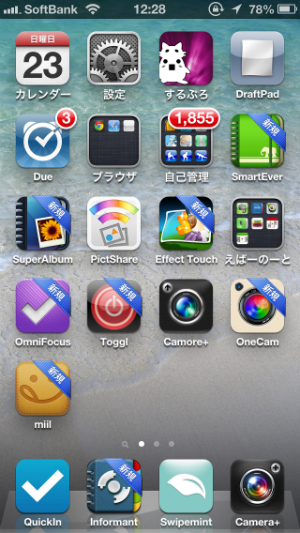 SoftBank 12:28 78%
日曜日
23
カレンダー 設定 するぷろ DraftPad
3 1,855 新規
Due ブラウザ 自己管理 SmartEver
新規 新規
SuperAlbum PictShare Effect Touch えばーのーと
新規 新規 新規
OmniFocus Toggl Camore+ OneCam
新規
miil
新規
QuickIn Informant Swipemint Camera+